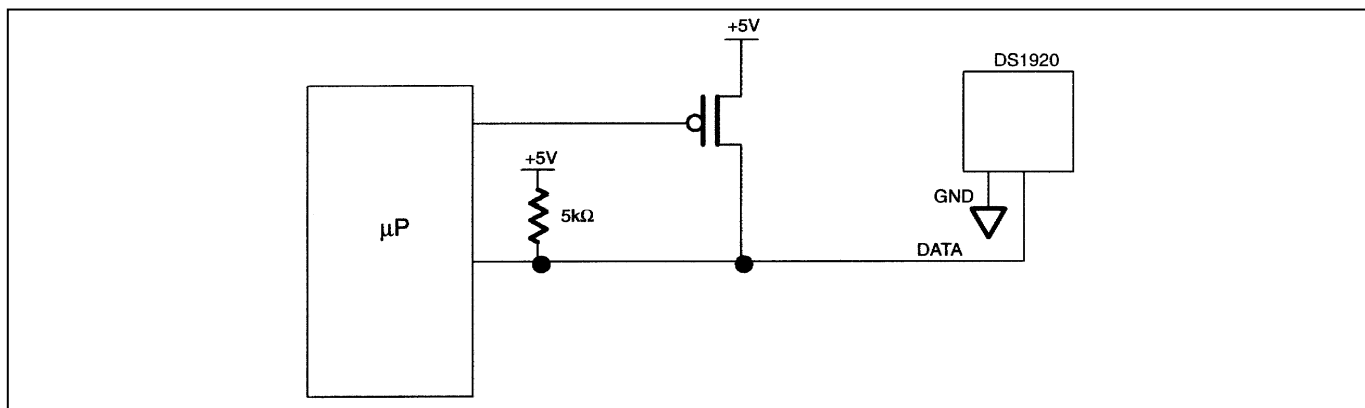 +5V
DS1920
+5V
5kΩ
GND
μP
DATA